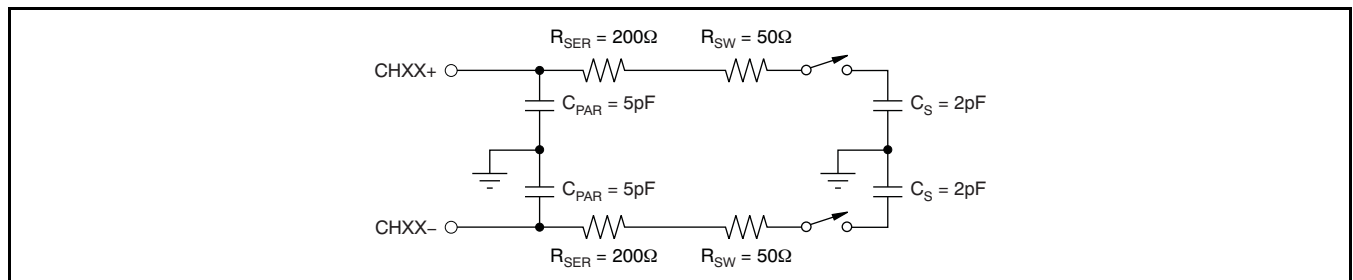 R_SER = 200Ω R_SW = 50Ω
CHXX+
C_PAR = 5pF C_S = 2pF
C_PAR = 5pF C_S = 2pF
CHXX−
R_SER = 200Ω R_SW = 50Ω